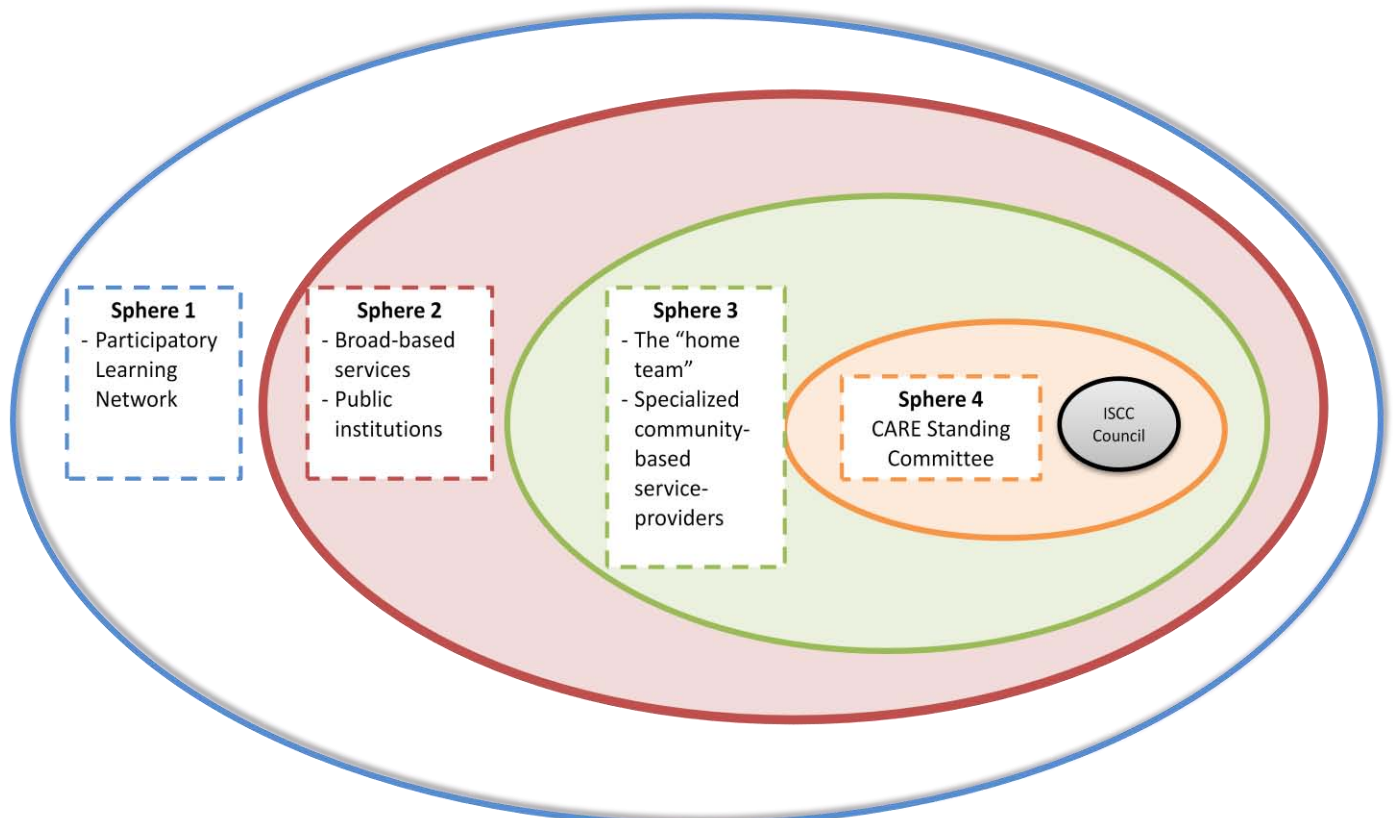 Sphere 1
- Participatory
Learning
Network
Sphere 2
- Broad-based
services
- Public
institutions
Sphere 3
- The “home
team”
- Specialized
community-
based
service-
providers
Sphere 4
CARE Standing
Committee
ISCC
Council